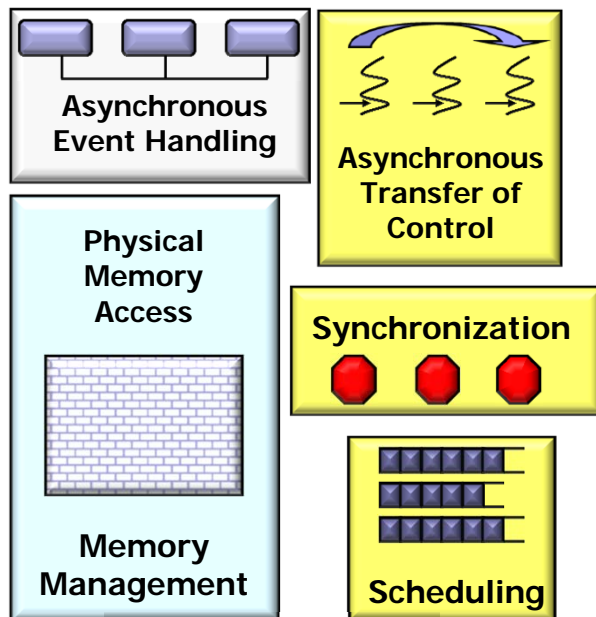 Asynchronous
Event Handling
Asynchronous
Transfer of
Control
Physical
Memory
Access
Synchronization
Memory
Management
Scheduling